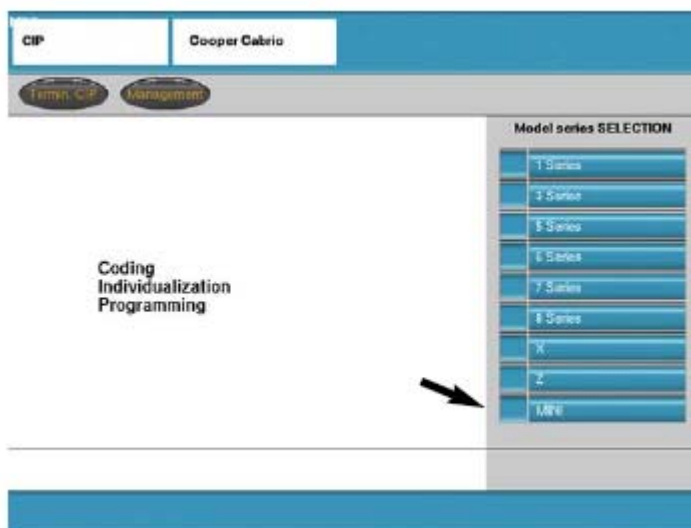 CIP
Cooper Cabrio
Termin. CIP
Management
Model series SELECTION
1 Series
3 Series
5 Series
6 Series
7 Series
8 Series
X
Z
MINI
Coding
Individualization
Programming